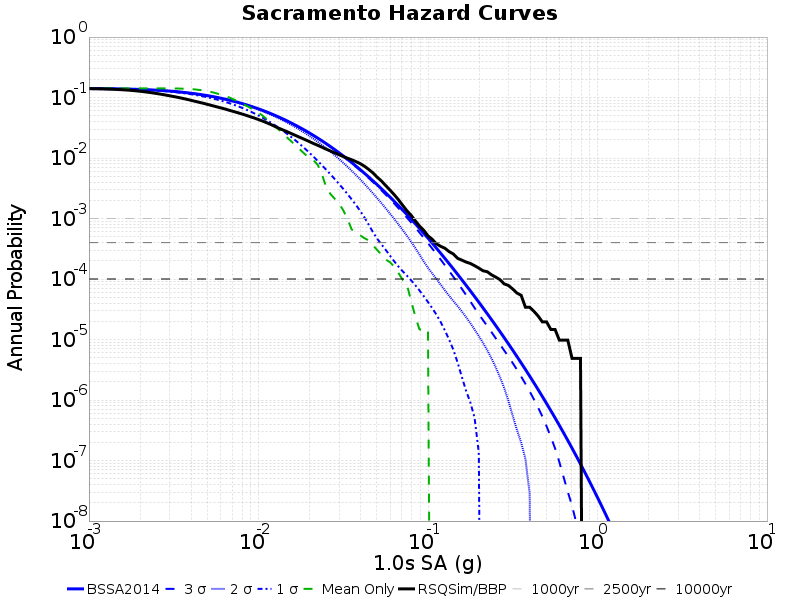 Sacramento Hazard Curves
Annual Probability
10^0
10^-1
10^-2
10^-3
10^-4
10^-5
10^-6
10^-7
10^-8
10^-3 10^-2 10^-1 10^0 10^1
1.0s SA (g)
BSSA2014 3 σ 2 σ 1 σ Mean Only RSQSim/BBP 1000yr 2500yr 10000yr